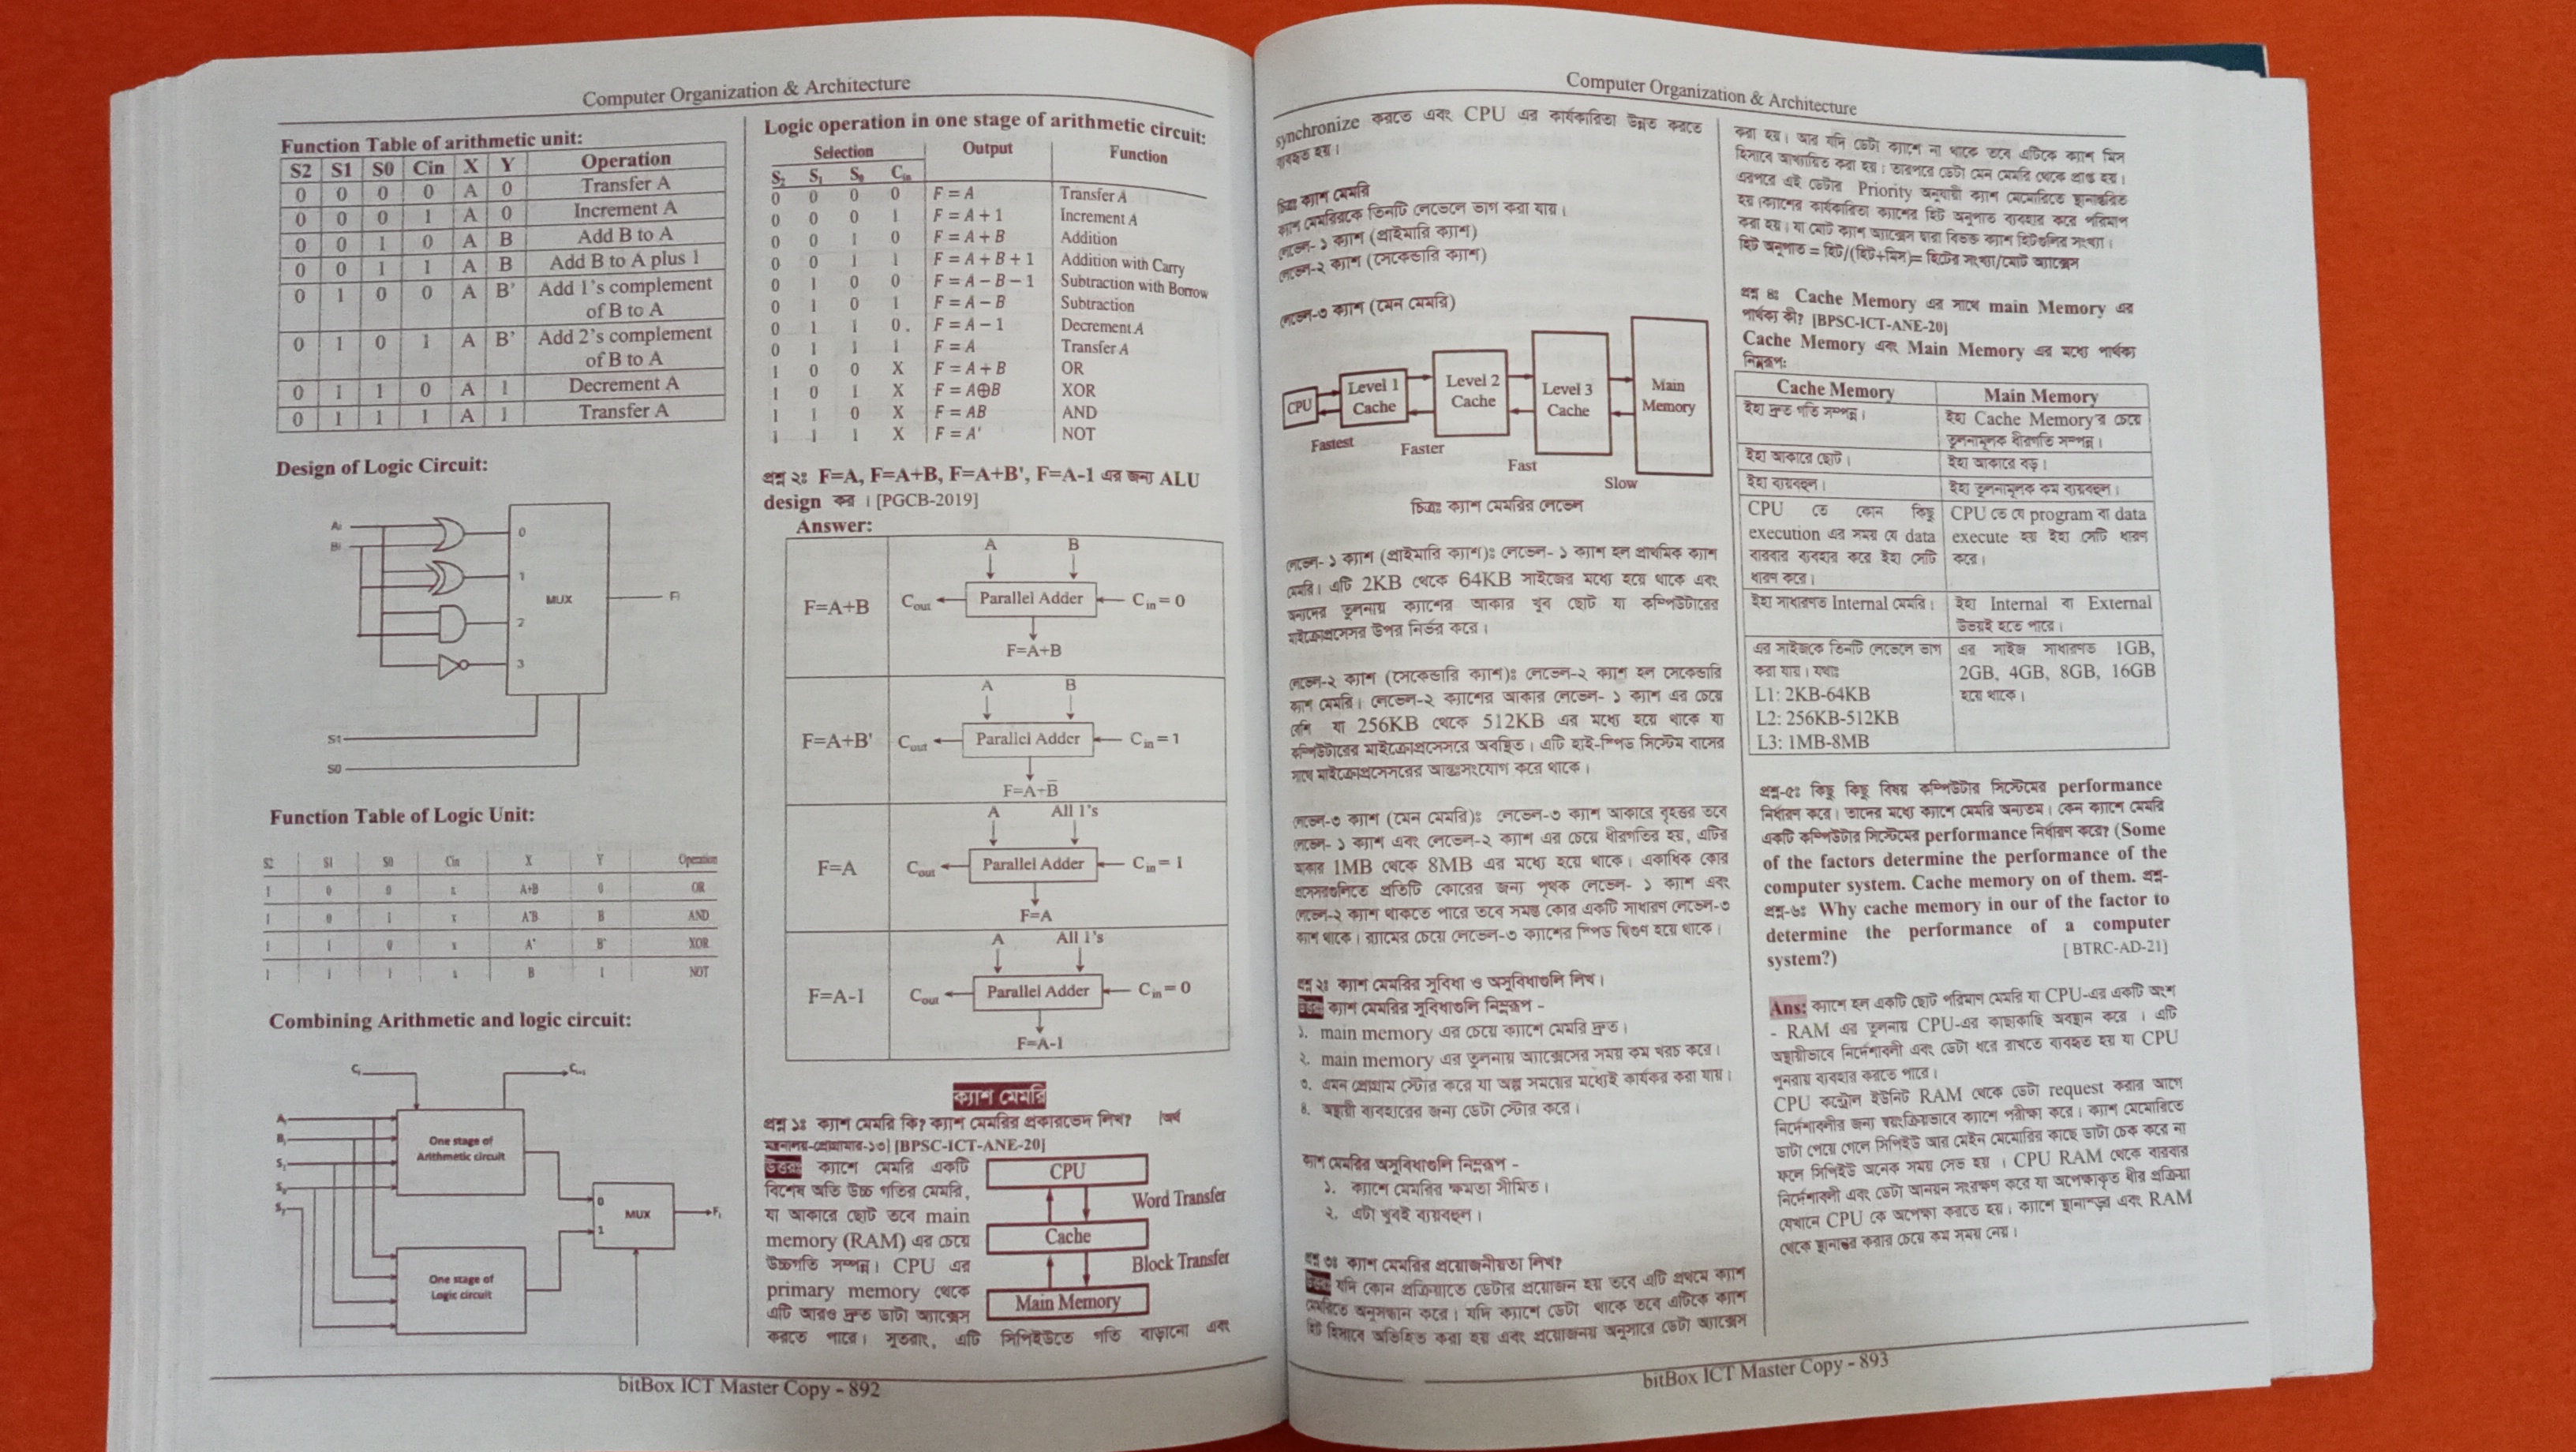 Computer Organization & Architecture
Function Table of arithmetic unit:
S2 S1 S0 Cin X Y Operation
0 0 0 0 A 0 Transfer A
0 0 0 1 A 0 Increment A
0 0 1 0 A B Add B to A
0 0 1 1 A B Add B to A plus 1
0 1 0 0 A B' Add 1's complement
of B to A
0 1 0 1 A B' Add 2's complement
of B to A
0 1 1 0 A 1 Decrement A
0 1 1 1 A 1 Transfer A
Design of Logic Circuit:
Ai
Bi
0
1
2
3
MUX
Fi
S1
S0
Function Table of Logic Unit:
S2 S1 S0 Cin X Y Operation
1 0 0 x A+B 0 OR
1 0 1 x A'B B AND
1 1 0 x A' B' XOR
1 1 1 x B 1 NOT
Combining Arithmetic and logic circuit:
One stage of
Arithmetic circuit
0
MUX
1
One stage of
Logic circuit
Logic operation in one stage of arithmetic circuit:
Selection Output Function
S₂ S₁ S₀ Cin
0 0 0 0 F = A Transfer A
0 0 0 1 F = A + 1 Increment A
0 0 1 0 F = A + B Addition
0 0 1 1 F = A + B + 1 Addition with Carry
0 1 0 0 F = A – B – 1 Subtraction with Borrow
0 1 0 1 F = A – B Subtraction
0 1 1 0. F = A – 1 Decrement A
0 1 1 1 F = A Transfer A
1 0 0 X F = A + B OR
1 0 1 X F = A⊕B XOR
1 1 0 X F = AB AND
1 1 1 X F = A' NOT
প্রশ্ন ২ঃ F=A, F=A+B, F=A+B', F=A-1 এর জন্য ALU
design কর । [PGCB-2019]
Answer:
A B
F=A+B Cout Parallel Adder Cin = 0
F=A+B
A B
F=A+B' Cout Parallel Adder Cin = 1
F=A-B̅
A All 1's
F=A Cout Parallel Adder Cin = 1
F=A
A All 1's
F=A-1 Cout Parallel Adder Cin = 0
F=A-1
ক্যাশ মেমরি
প্রশ্ন ১ঃ ক্যাশ মেমরি কি? ক্যাশ মেমরির প্রকারভেদ লিখ? [অর্থ
[BPSC-ICT-ANE-20]
উত্তরঃ ক্যাশে মেমরি একটি
বিশেষ অতি উচ্চ গতির মেমরি,
যা আকারে ছোট তবে main
memory (RAM) এর চেয়ে
উচ্চগতি সম্পন্ন। CPU এর
primary memory থেকে
এটি আরও দ্রুত ডাটা অ্যাক্সেস
করতে পারে। সুতরাং, এটি সিপিইউতে গতি বাড়ানো এবং
CPU
Word Transfer
Cache
Block Transfer
Main Memory
bitBox ICT Master Copy - 892
Computer Organization & Architecture
synchronize করতে এবং CPU এর কার্যকারিতা উন্নত করতে
ব্যবহৃত হয়।
চিত্রঃ ক্যাশ মেমরি
ক্যাশ মেমরিরকে তিনটি লেভেলে ভাগ করা যায়।
লেভেল- ১ ক্যাশ (প্রাইমারি ক্যাশ)
লেভেল-২ ক্যাশ (সেকেন্ডারি ক্যাশ)
লেভেল-৩ ক্যাশ (মেন মেমরি)
CPU
Level 1
Cache
Level 2
Cache
Level 3
Cache
Main
Memory
Fastest
Faster
Fast
Slow
চিত্রঃ ক্যাশ মেমরির লেভেল
লেভেল- ১ ক্যাশ (প্রাইমারি ক্যাশ)ঃ লেভেল- ১ ক্যাশ হল প্রাথমিক ক্যাশ
মেমরি। এটি 2KB থেকে 64KB সাইজের মধ্যে হয়ে থাকে এবং
অন্যদের তুলনায় ক্যাশের আকার খুব ছোট যা কম্পিউটারের
মাইক্রোপ্রসেসর উপর নির্ভর করে।
লেভেল-২ ক্যাশ (সেকেন্ডারি ক্যাশ)ঃ লেভেল-২ ক্যাশ হল সেকেন্ডারি
ক্যাশ মেমরি। লেভেল-২ ক্যাশের আকার লেভেল- ১ ক্যাশ এর চেয়ে
বেশি যা 256KB থেকে 512KB এর মধ্যে হয়ে থাকে যা
কম্পিউটারের মাইক্রোপ্রসেসরে অবস্থিত। এটি হাই-স্পিড সিস্টেম বাসের
সাথে মাইক্রোপ্রসেসরের আন্তঃসংযোগ করে থাকে।
লেভেল-৩ ক্যাশ (মেন মেমরি)ঃ লেভেল-৩ ক্যাশ আকারে বৃহত্তর তবে
লেভেল- ১ ক্যাশ এবং লেভেল-২ ক্যাশ এর চেয়ে ধীরগতির হয়, এটির
আকার 1MB থেকে 8MB এর মধ্যে হয়ে থাকে। একাধিক কোর
প্রসেসরগুলিতে প্রতিটি কোরের জন্য পৃথক লেভেল- ১ ক্যাশ এবং
লেভেল-২ ক্যাশ থাকতে পারে তবে সমস্ত কোর একটি সাধারণ লেভেল-৩
ক্যাশ থাকে। র‍্যামের চেয়ে লেভেল-৩ ক্যাশের স্পিড দ্বিগুণ হয়ে থাকে।
প্রশ্ন ২ঃ ক্যাশ মেমরির সুবিধা ও অসুবিধাগুলি লিখ।
উত্তরঃ ক্যাশ মেমরির সুবিধাগুলি নিম্নরূপ -
১. main memory এর চেয়ে ক্যাশে মেমরি দ্রুত।
২. main memory এর তুলনায় অ্যাক্সেসের সময় কম খরচ করে।
৩. এমন প্রোগ্রাম স্টোর করে যা অল্প সময়ের মধ্যেই কার্যকর করা যায়।
৪. অস্থায়ী ব্যবহারের জন্য ডেটা স্টোর করে।
ক্যাশ মেমরির অসুবিধাগুলি নিম্নরূপ -
১. ক্যাশে মেমরির ক্ষমতা সীমিত।
২. এটা খুবই ব্যয়বহুল।
প্রশ্ন ৩ঃ ক্যাশ মেমরির প্রয়োজনীয়তা লিখ?
উত্তরঃ যদি কোন প্রক্রিয়াতে ডেটার প্রয়োজন হয় তবে এটি প্রথমে ক্যাশ
মেমরিতে অনুসন্ধান করে। যদি ক্যাশে ডেটা থাকে তবে এটিকে ক্যাশ
হিট হিসাবে অভিহিত করা হয় এবং প্রয়োজনয় অনুসারে ডেটা অ্যাক্সেস
করা হয়। আর যদি ডেটা ক্যাশে না থাকে তবে এটিকে ক্যাশ মিস
হিসাবে আখ্যায়িত করা হয়। তারপরে ডেটা মেন মেমরি থেকে প্রাপ্ত হয়।
এরপরে এই ডেটার Priority অনুযায়ী ক্যাশ মেমোরিতে স্থানান্তরিত
হয়।ক্যাশের কার্যকারিতা ক্যাশের হিট অনুপাত ব্যবহার করে পরিমাপ
করা হয়। যা মোট ক্যাশ অ্যাক্সেস দ্বারা বিভক্ত ক্যাশ হিটগুলির সংখ্যা।
হিট অনুপাত = হিট/(হিট+মিস)= হিটের সংখ্যা/মোট অ্যাক্সেস
প্রশ্ন ৪ঃ Cache Memory এর সাথে main Memory এর
পার্থক্য কী? [BPSC-ICT-ANE-20]
Cache Memory এবং Main Memory এর মধ্যে পার্থক্য
নিম্নরূপ:
Cache Memory Main Memory
ইহা দ্রুত গতি সম্পন্ন। ইহা Cache Memory'র চেয়ে
তুলনামূলক ধীরগতি সম্পন্ন।
ইহা আকারে ছোট। ইহা আকারে বড়।
ইহা ব্যয়বহুল। ইহা তুলনামূলক কম ব্যয়বহুল।
CPU তে কোন কিছু CPU তে যে program বা data
execution এর সময় যে data execute হয় ইহা সেটি ধারণ
বারবার ব্যবহার করে ইহা সেটি করে।
ধারণ করে।
ইহা সাধারণত Internal মেমরি। ইহা Internal বা External
উভয়ই হতে পারে।
এর সাইজকে তিনটি লেভেলে ভাগ এর সাইজ সাধারণত 1GB,
করা যায়। যথাঃ 2GB, 4GB, 8GB, 16GB
L1: 2KB-64KB হয়ে থাকে।
L2: 256KB-512KB
L3: 1MB-8MB
প্রশ্ন-৫ঃ কিছু কিছু বিষয় কম্পিউটার সিস্টেমের performance
নির্ধারণ করে। তাদের মধ্যে ক্যাশে মেমরি অন্যতম। কেন ক্যাশে মেমরি
একটি কম্পিউটার সিস্টেমের performance নির্ধারণ করে? (Some
of the factors determine the performance of the
computer system. Cache memory on of them. প্রশ্ন-
প্রশ্ন-৬ঃ Why cache memory in our of the factor to
determine the performance of a computer
system?) [ BTRC-AD-21]
Ans: ক্যাশে হল একটি ছোট পরিমাণ মেমরি যা CPU-এর একটি অংশ
- RAM এর তুলনায় CPU-এর কাছাকাছি অবস্থান করে । এটি
অস্থায়ীভাবে নির্দেশাবলী এবং ডেটা ধরে রাখতে ব্যবহৃত হয় যা CPU
পুনরায় ব্যবহার করতে পারে।
CPU কন্ট্রোল ইউনিট RAM থেকে ডেটা request করার আগে
নির্দেশাবলীর জন্য স্বয়ংক্রিয়ভাবে ক্যাশে পরীক্ষা করে। ক্যাশ মেমোরিতে
ডাটা পেয়ে গেলে সিপিইউ আর মেইন মেমোরির কাছে ডাটা চেক করে না
ফলে সিপিইউ অনেক সময় সেভ হয় । CPU RAM থেকে বারবার
নির্দেশাবলী এবং ডেটা আনয়ন সংরক্ষণ করে যা অপেক্ষাকৃত ধীর প্রক্রিয়া
যেখানে CPU কে অপেক্ষা করতে হয়। ক্যাশে স্থানান্তর এবং RAM
থেকে স্থানান্তর করার চেয়ে কম সময় নেয়।
bitBox ICT Master Copy - 893